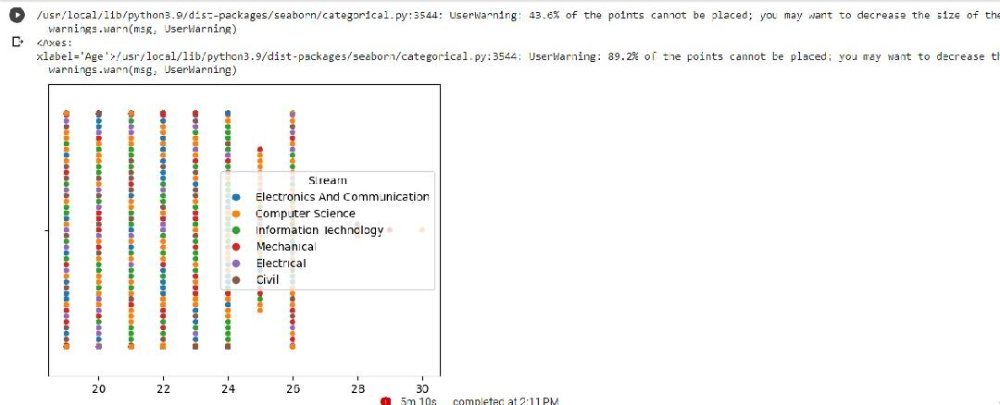 /usr/local/lib/python3.9/dist-packages/seaborn/categorical.py:3544: UserWarning: 43.6% of the points cannot be placed; you may want to decrease the size of the
warnings.warn(msg, UserWarning)
<Axes:
xlabel='Age'>/usr/local/lib/python3.9/dist-packages/seaborn/categorical.py:3544: UserWarning: 89.2% of the points cannot be placed; you may want to decrease th
warnings.warn(msg, UserWarning)
Stream
Electronics And Communication
Computer Science
Information Technology
Mechanical
Electrical
Civil
20 22 24 26 28 30
5m 10s completed at 2:11 PM